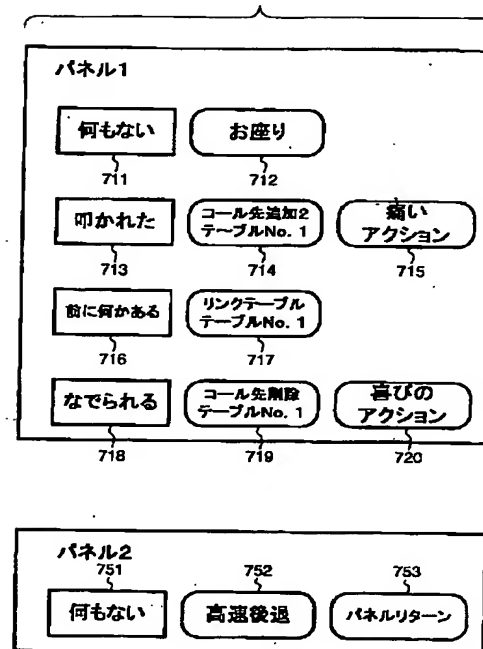 パネル1
何もない
お座り
711
712
叩かれた
コール先追加2
テーブルNo. 1
痛い
アクション
713
714
715
前に何かある
リンクテーブル
テーブルNo. 1
716
717
なでられる
コール先削除
テーブルNo. 1
喜びの
アクション
718
719
720
パネル2
751
752
753
何もない
高速後退
パネルリターン